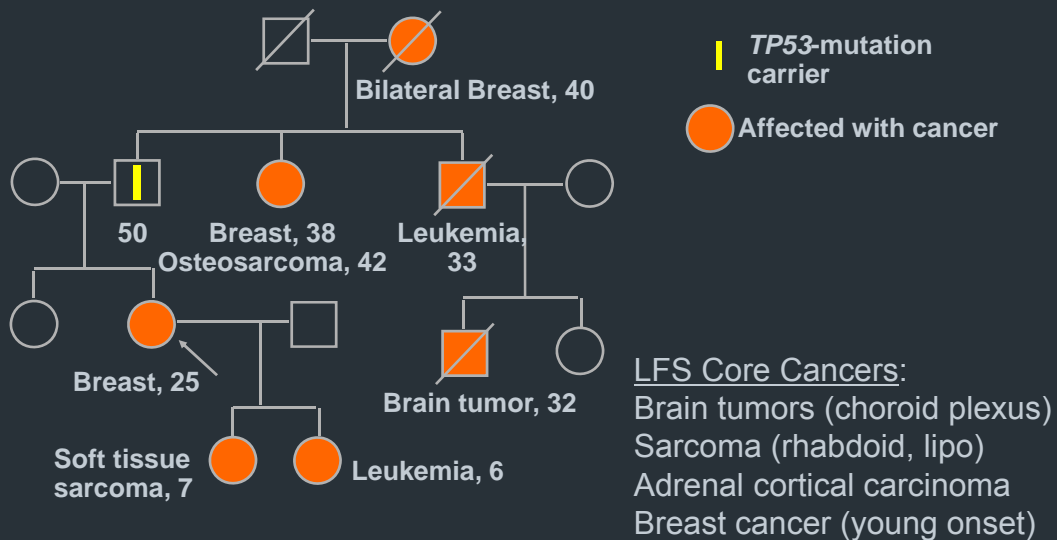 TP53-mutation
carrier
Bilateral Breast, 40
Affected with cancer
50
Breast, 38
Osteosarcoma, 42
Leukemia,
33
Breast, 25
Brain tumor, 32
Soft tissue
sarcoma, 7
Leukemia, 6
LFS Core Cancers:
Brain tumors (choroid plexus)
Sarcoma (rhabdoid, lipo)
Adrenal cortical carcinoma
Breast cancer (young onset)